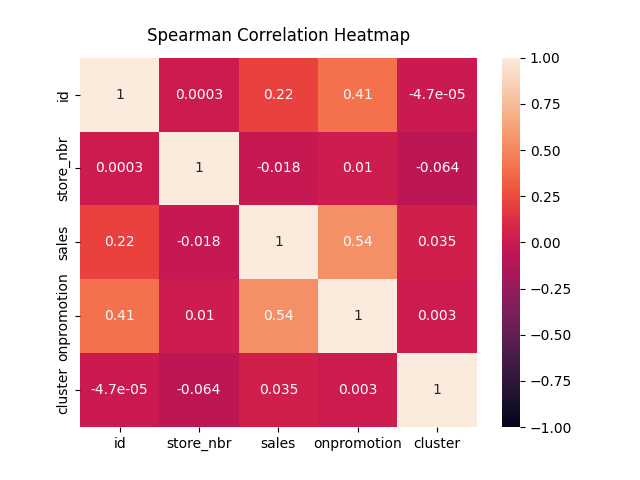 Spearman Correlation Heatmap
id 1 0.0003 0.22 0.41 -4.7e-05
store_nbr 0.0003 1 -0.018 0.01 -0.064
sales 0.22 -0.018 1 0.54 0.035
onpromotion 0.41 0.01 0.54 1 0.003
cluster -4.7e-05 -0.064 0.035 0.003 1
id store_nbr sales onpromotion cluster
1.00
0.75
0.50
0.25
0.00
−0.25
−0.50
−0.75
−1.00